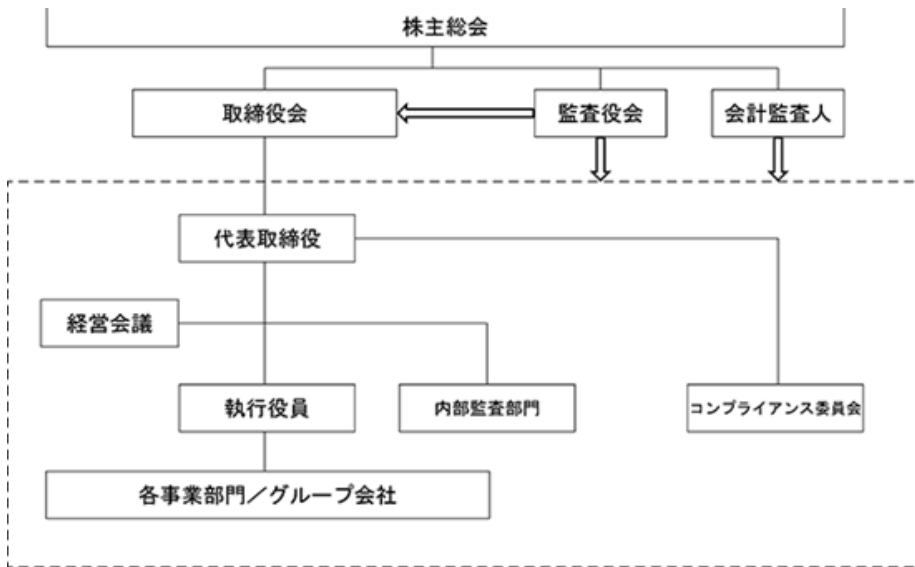 株主総会
取締役会
監査役会
会計監査人
代表取締役
経営会議
執行役員
内部監査部門
コンプライアンス委員会
各事業部門／グループ会社